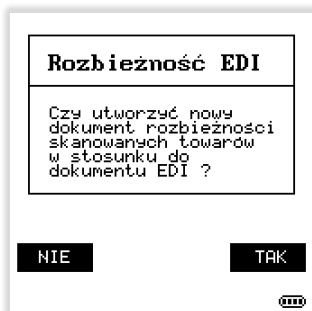 Rozbieżność EDI
Czy utworzyć nowy
dokument rozbieżności
skanowanych towarów
w stosunku do
dokumentu EDI ?
NIE
TAK